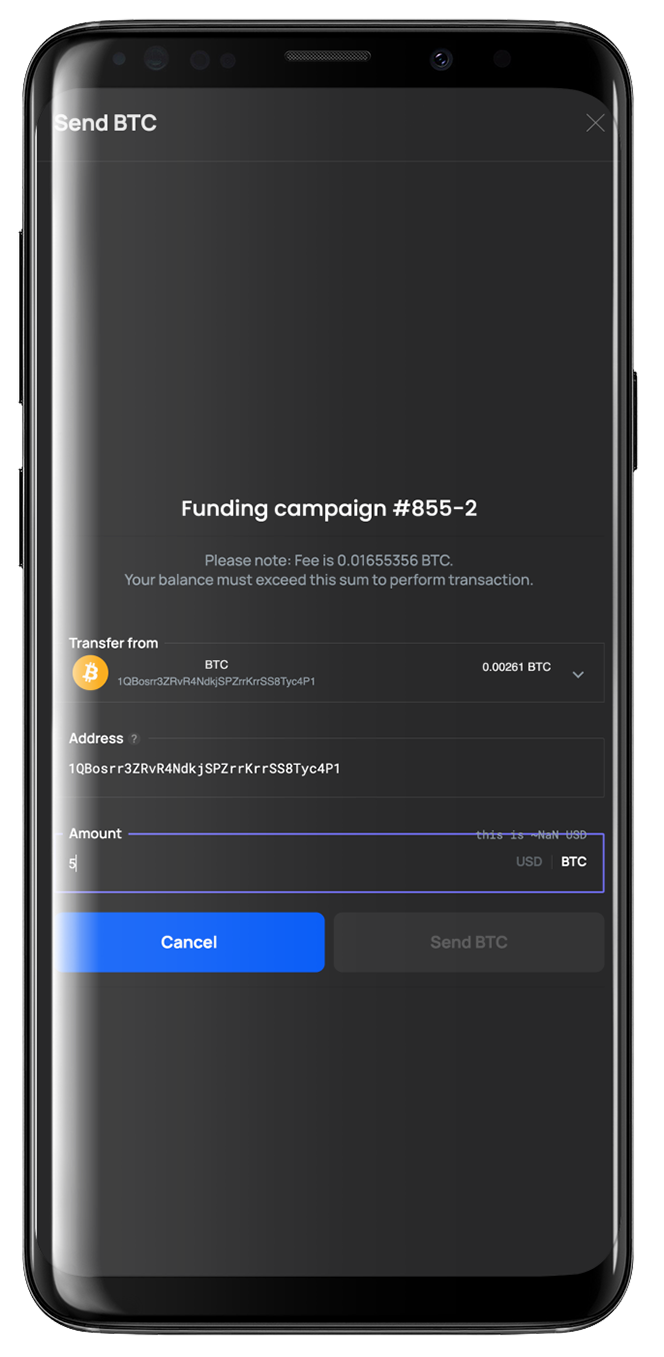 Send BTC
Funding campaign #855-2
Please note: Fee is 0.01655356 BTC.
Your balance must exceed this sum to perform transaction.
Transfer from
BTC
0.00261 BTC
1QBosrr3ZRvR4NdkjSPZrrKrrSS8Tyc4P1
Address ?
1QBosrr3ZRvR4NdkjSPZrrKrrSS8Tyc4P1
Amount
this is ~NaN USD
5
USD | BTC
Cancel
Send BTC